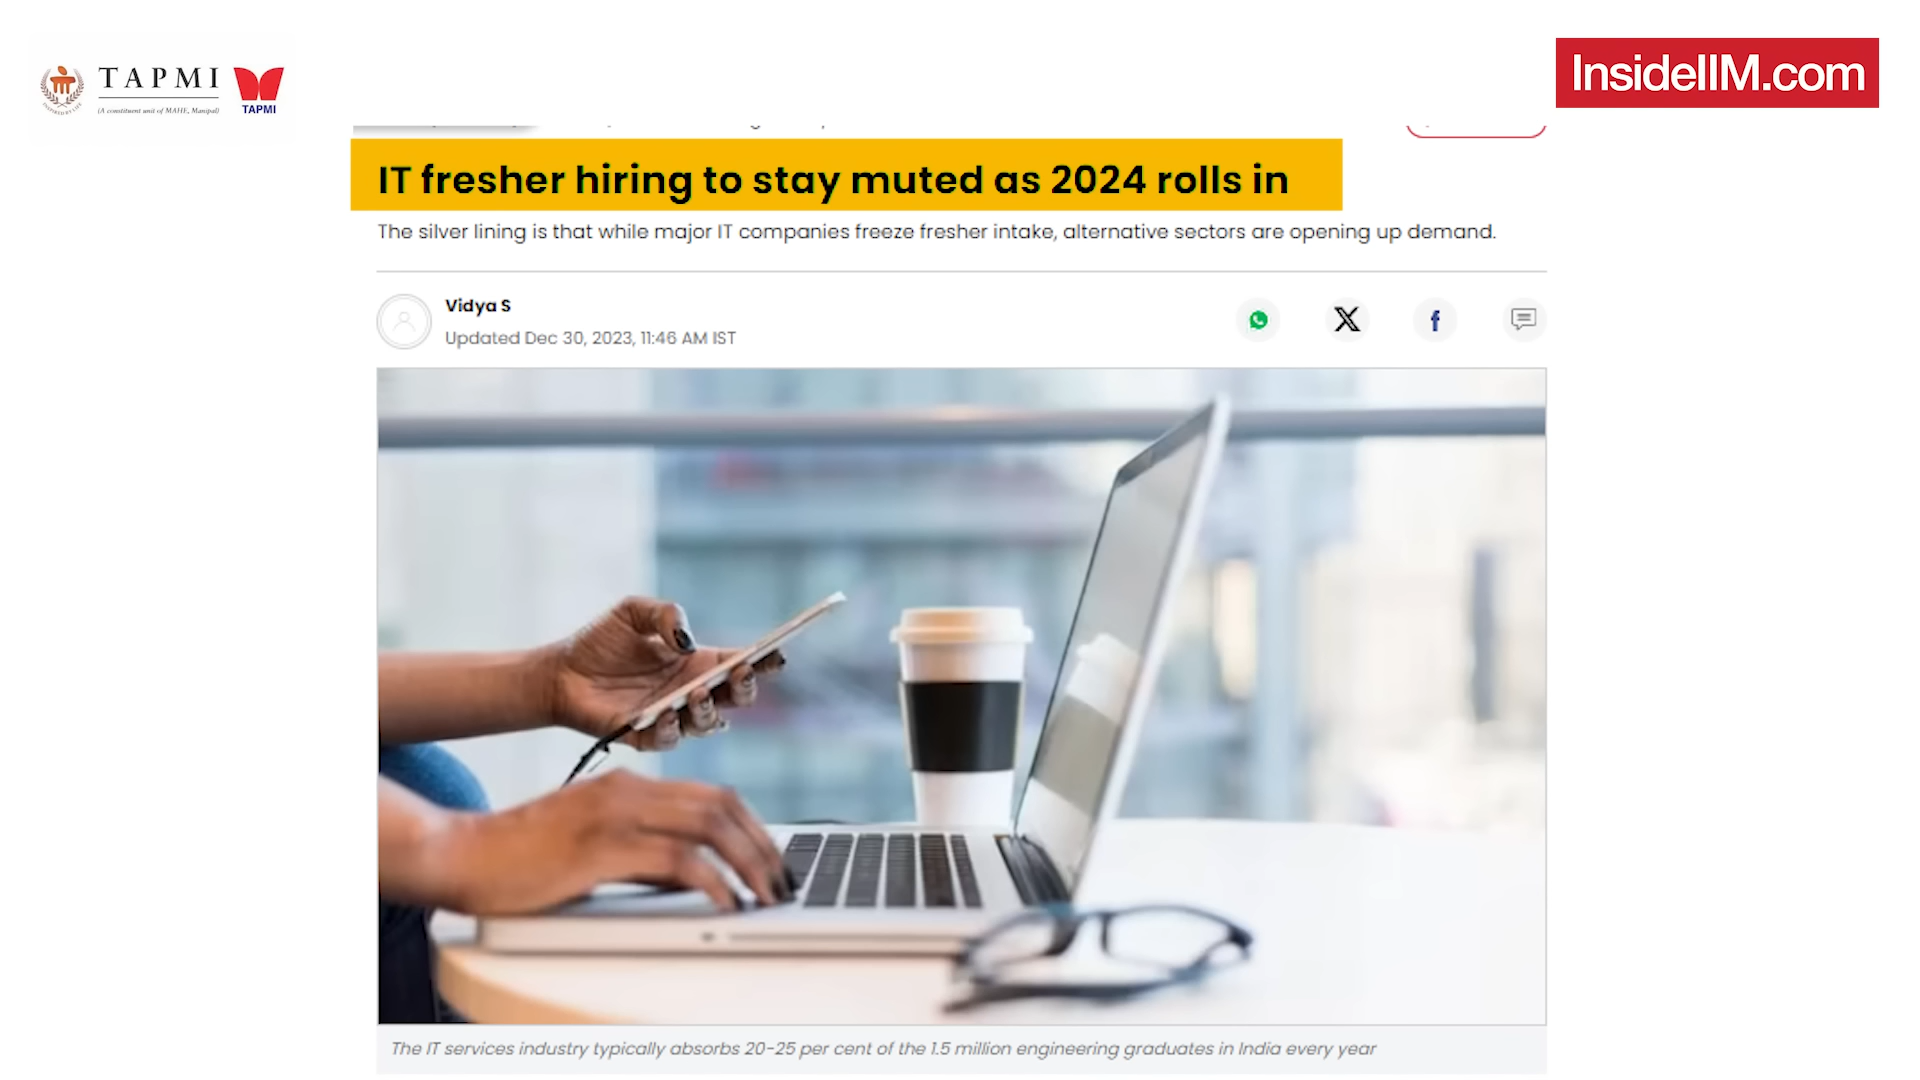 TAPMI
(A constituent unit of MAHE, Manipal)
TAPMI
InsideIIM.com
IT fresher hiring to stay muted as 2024 rolls in
The silver lining is that while major IT companies freeze fresher intake, alternative sectors are opening up demand.
Vidya S
Updated Dec 30, 2023, 11:46 AM IST
The IT services industry typically absorbs 20-25 per cent of the 1.5 million engineering graduates in India every year